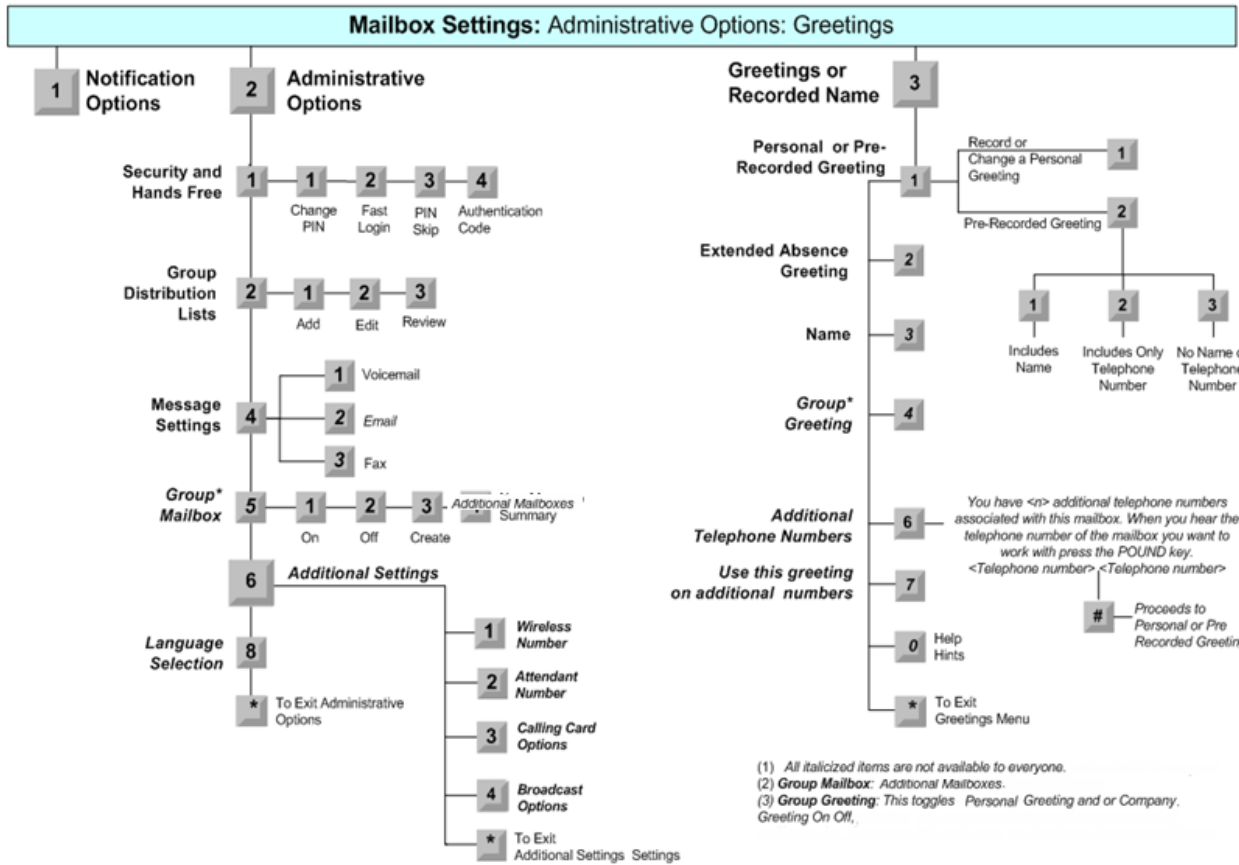 Mailbox Settings: Administrative Options: Greetings
1
Notification
Options
2
Administrative
Options
Security and
Hands Free
1
1
2
3
4
Change
PIN
Fast
Login
PIN
Skip
Authentication
Code
Group
Distribution
Lists
2
1
2
3
Add
Edit
Review
Message
Settings
4
1
Voicemail
2
Email
3
Fax
Group*
Mailbox
5
1
2
3
Additional Mailboxes
Summary
On
Off
Create
6
Additional Settings
1
Wireless
Number
2
Attendant
Number
3
Calling Card
Options
4
Broadcast
Options
*
To Exit
Additional Settings Settings
Language
Selection
8
*
To Exit Administrative
Options
Greetings or
Recorded Name
3
Personal or Pre-
Recorded Greeting
1
Record or
Change a Personal
Greeting
1
Pre-Recorded Greeting
2
1
2
3
Includes
Name
Includes Only
Telephone
Number
No Name
Telephone
Number
Extended Absence
Greeting
2
Name
3
Group*
Greeting
4
Additional
Telephone Numbers
6
You have <n> additional telephone numbers
associated with this mailbox. When you hear the
telephone number of the mailbox you want to
work with press the POUND key.
<Telephone number> <Telephone number>
#
Proceeds to
Personal or Pre
Recorded Greeting
Use this greeting
on additional numbers
7
0
Help
Hints
*
To Exit
Greetings Menu
(1) All italicized items are not available to everyone.
(2) Group Mailbox: Additional Mailboxes.
(3) Group Greeting: This toggles Personal Greeting and or Company.
Greeting On Off,